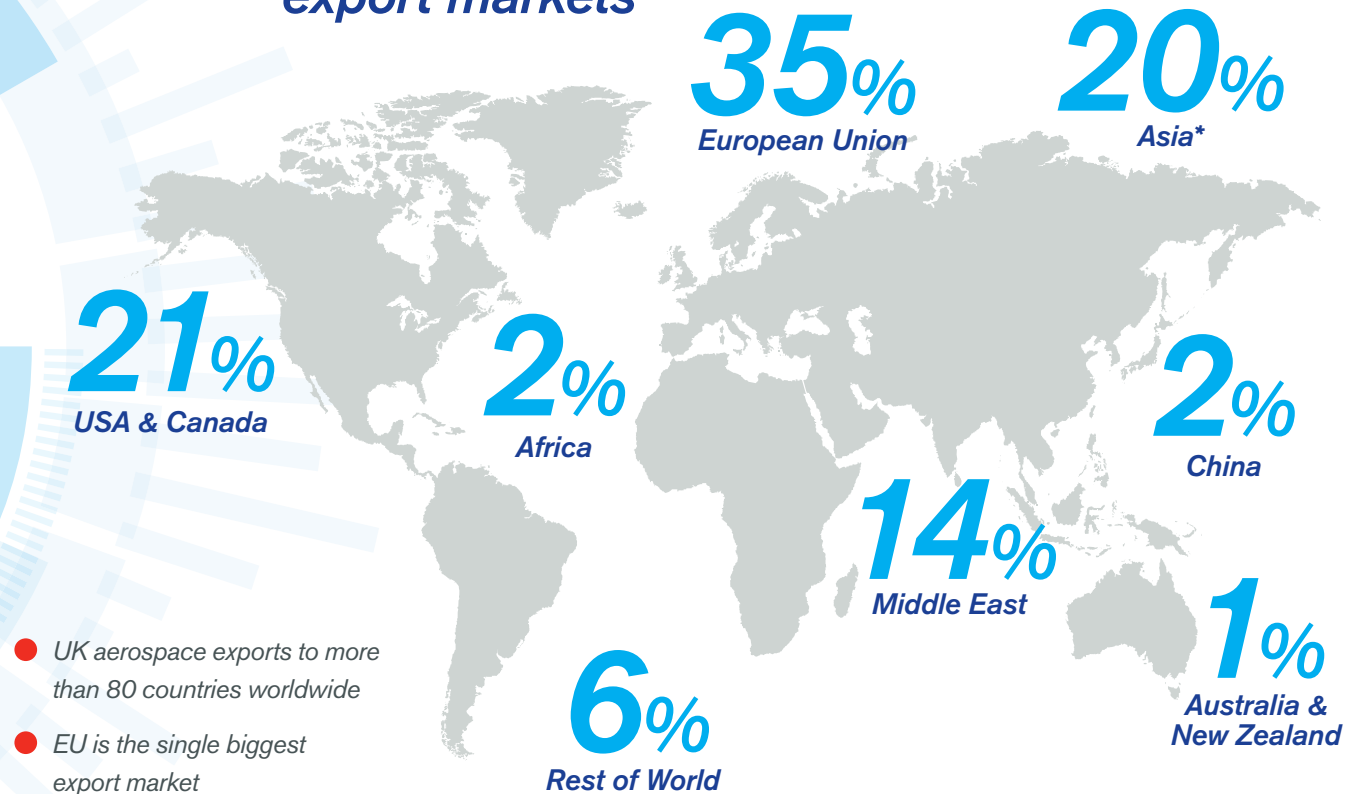 export markets
35%
European Union
20%
Asia*
21%
USA & Canada
2%
Africa
2%
China
14%
Middle East
1%
Australia &
New Zealand
6%
Rest of World
UK aerospace exports to more
than 80 countries worldwide
EU is the single biggest
export market